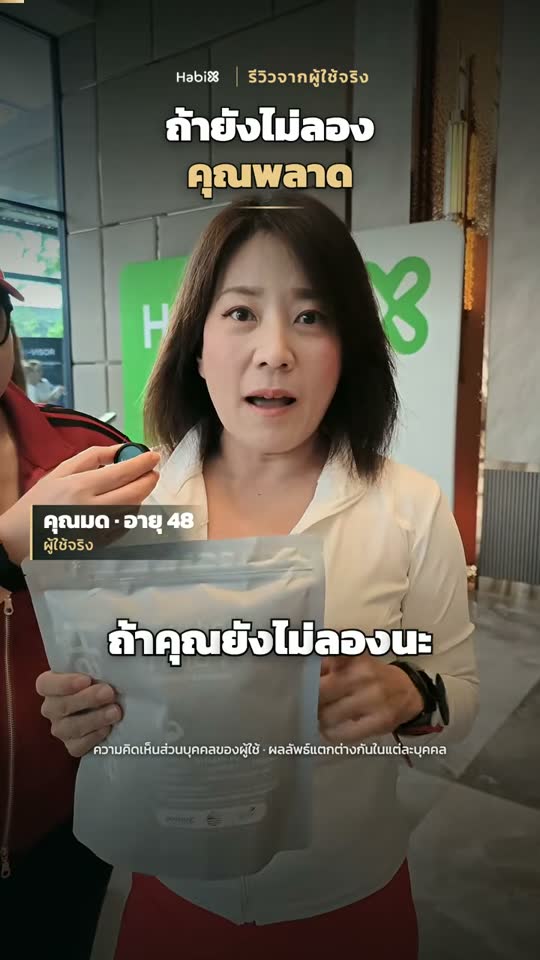 HabiX
รีวิวจากผู้ใช้จริง
ถ้ายังไม่ลอง
คุณพลาด
คุณมด · อายุ 48
ผู้ใช้จริง
ถ้าคุณยังไม่ลองนะ
ความคิดเห็นส่วนบุคคลของผู้ใช้ · ผลลัพธ์แตกต่างกันในแต่ละบุคคล